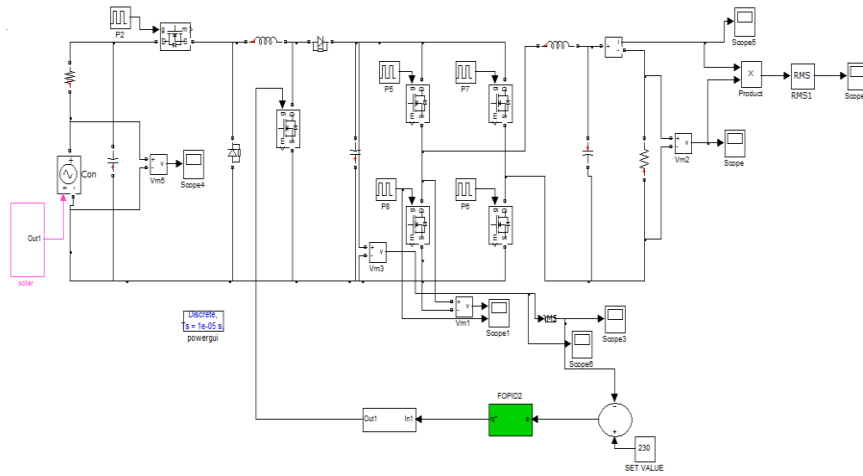 P2
g
m
D
S
Scope5
P5
P7
Product
RMS
RMS1
Scope
Con
Vm5
Scope4
Vm2
Scope
P8
P6
Out1
solar
Vm3
Vm1
Scope1
Scope3
Scope6
Discrete,
Ts = 1e-05 s
powergui
FOPID2
Out1
In1
230
SET VALUE